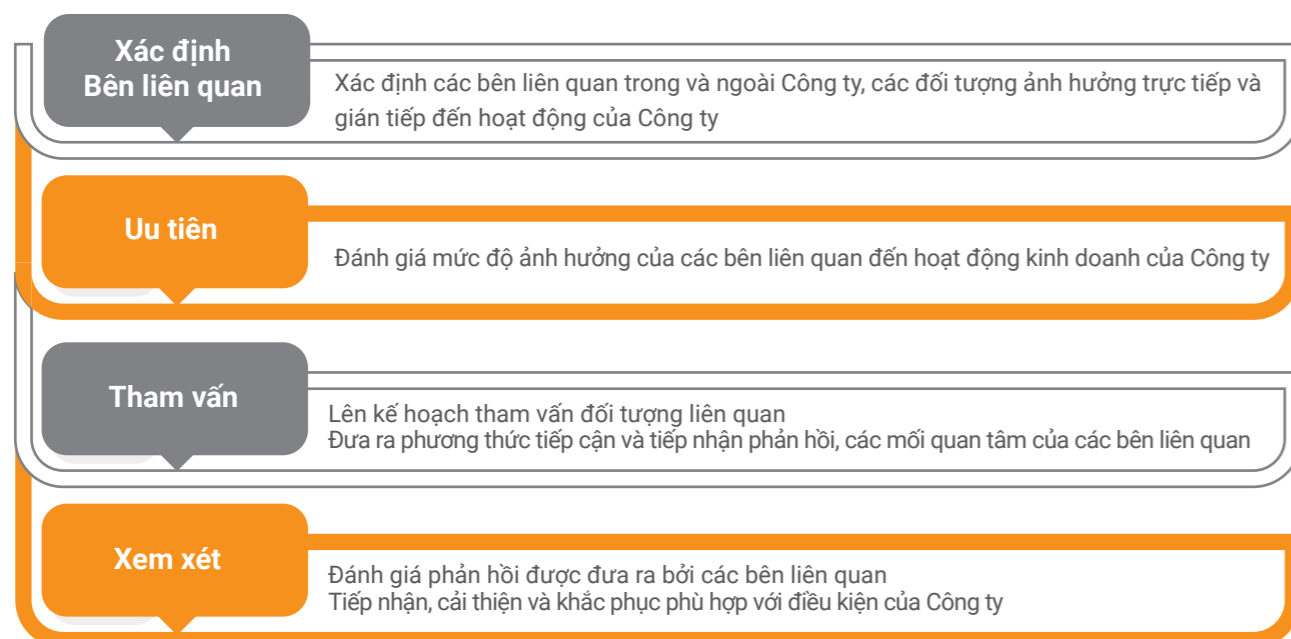 Xác định
Bên liên quan
Xác định các bên liên quan trong và ngoài Công ty, các đối tượng ảnh hưởng trực tiếp và
gián tiếp đến hoạt động của Công ty
Uu tiên
Đánh giá mức độ ảnh hưởng của các bên liên quan đến hoạt động kinh doanh của Công ty
Tham vấn
Lên kế hoạch tham vấn đối tượng liên quan
Đưa ra phương thức tiếp cận và tiếp nhận phản hồi, các mối quan tâm của các bên liên quan
Xem xét
Đánh giá phản hồi được đưa ra bởi các bên liên quan
Tiếp nhận, cải thiện và khắc phục phù hợp với điều kiện của Công ty